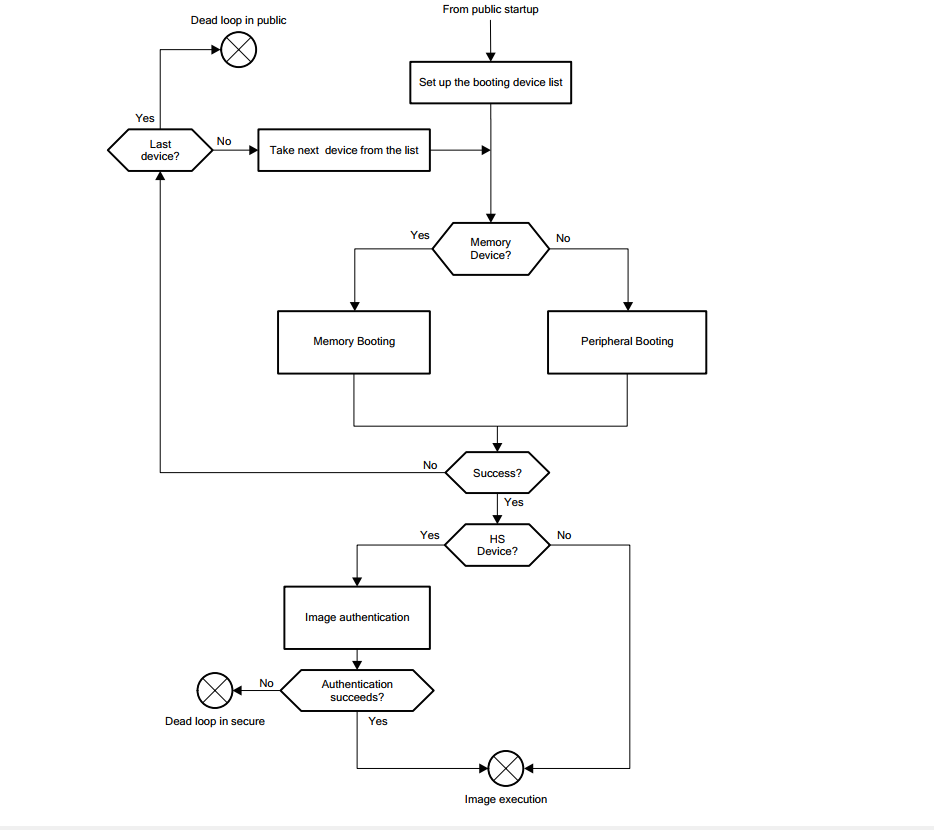 From public startup
Dead loop in public
Set up the booting device list
Yes
Last
device?
No
Take next device from the list
Yes
Memory
Device?
No
Memory Booting
Peripheral Booting
No
Success?
Yes
Yes
HS
Device?
No
Image authentication
No
Authentication
succeeds?
Dead loop in secure
Yes
Image execution